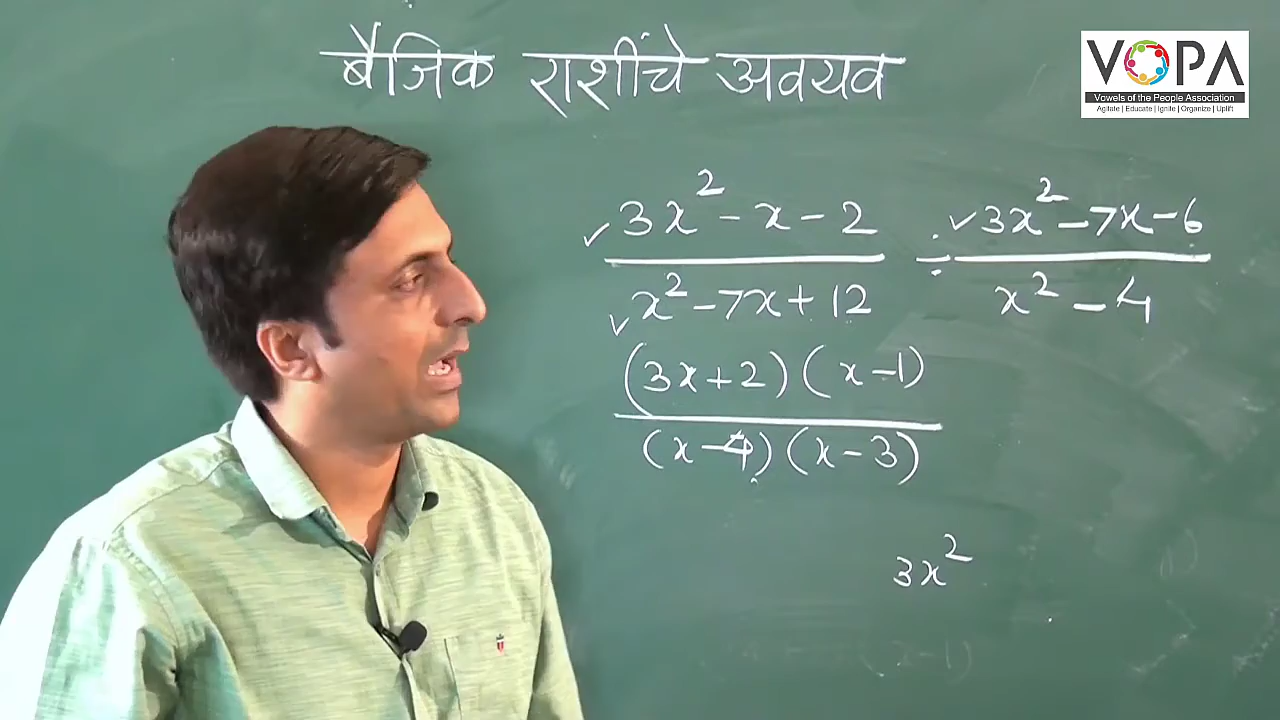 VOPA
Vowels of the People Association
Agitate | Educate | Ignite | Organize | Uplift
बैजिक राशींचे अवयव
3x² - x - 2 ÷ 3x² - 7x - 6
x² - 7x + 12 x² - 4
(3x + 2) (x - 1)
(x - 4) (x - 3)
3x²
(x - 1)